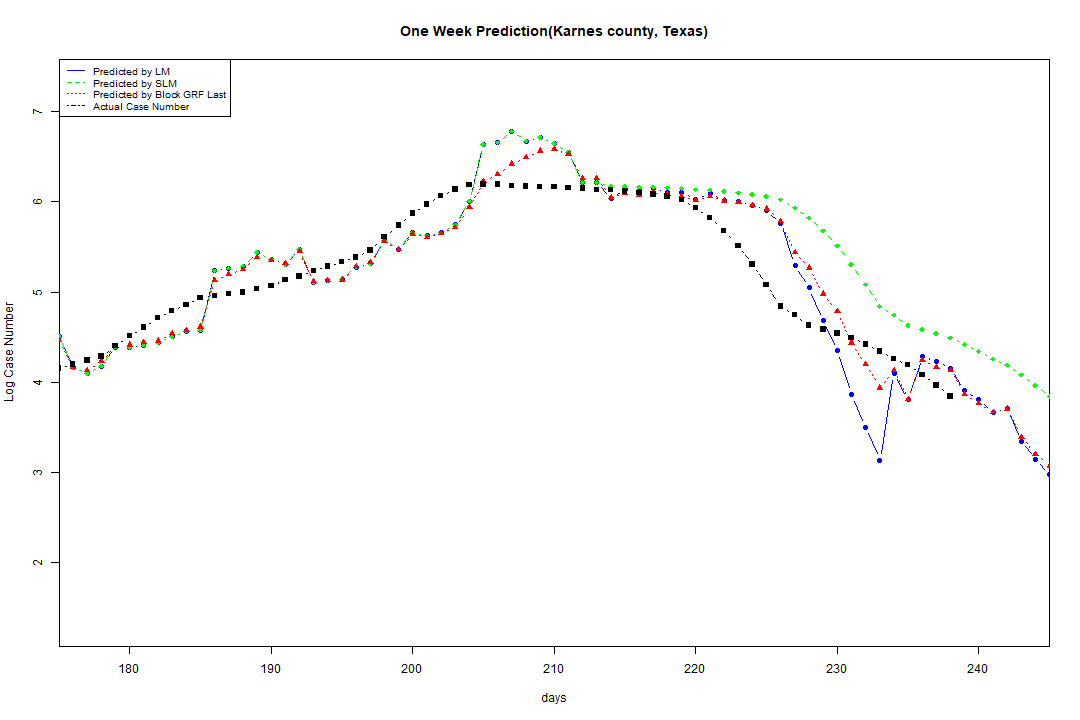 One Week Prediction(Karnes county, Texas)
Predicted by LM
Predicted by SLM
Predicted by Block GRF Last
Actual Case Number
7
6
5
4
3
2
Log Case Number
180 190 200 210 220 230 240
days